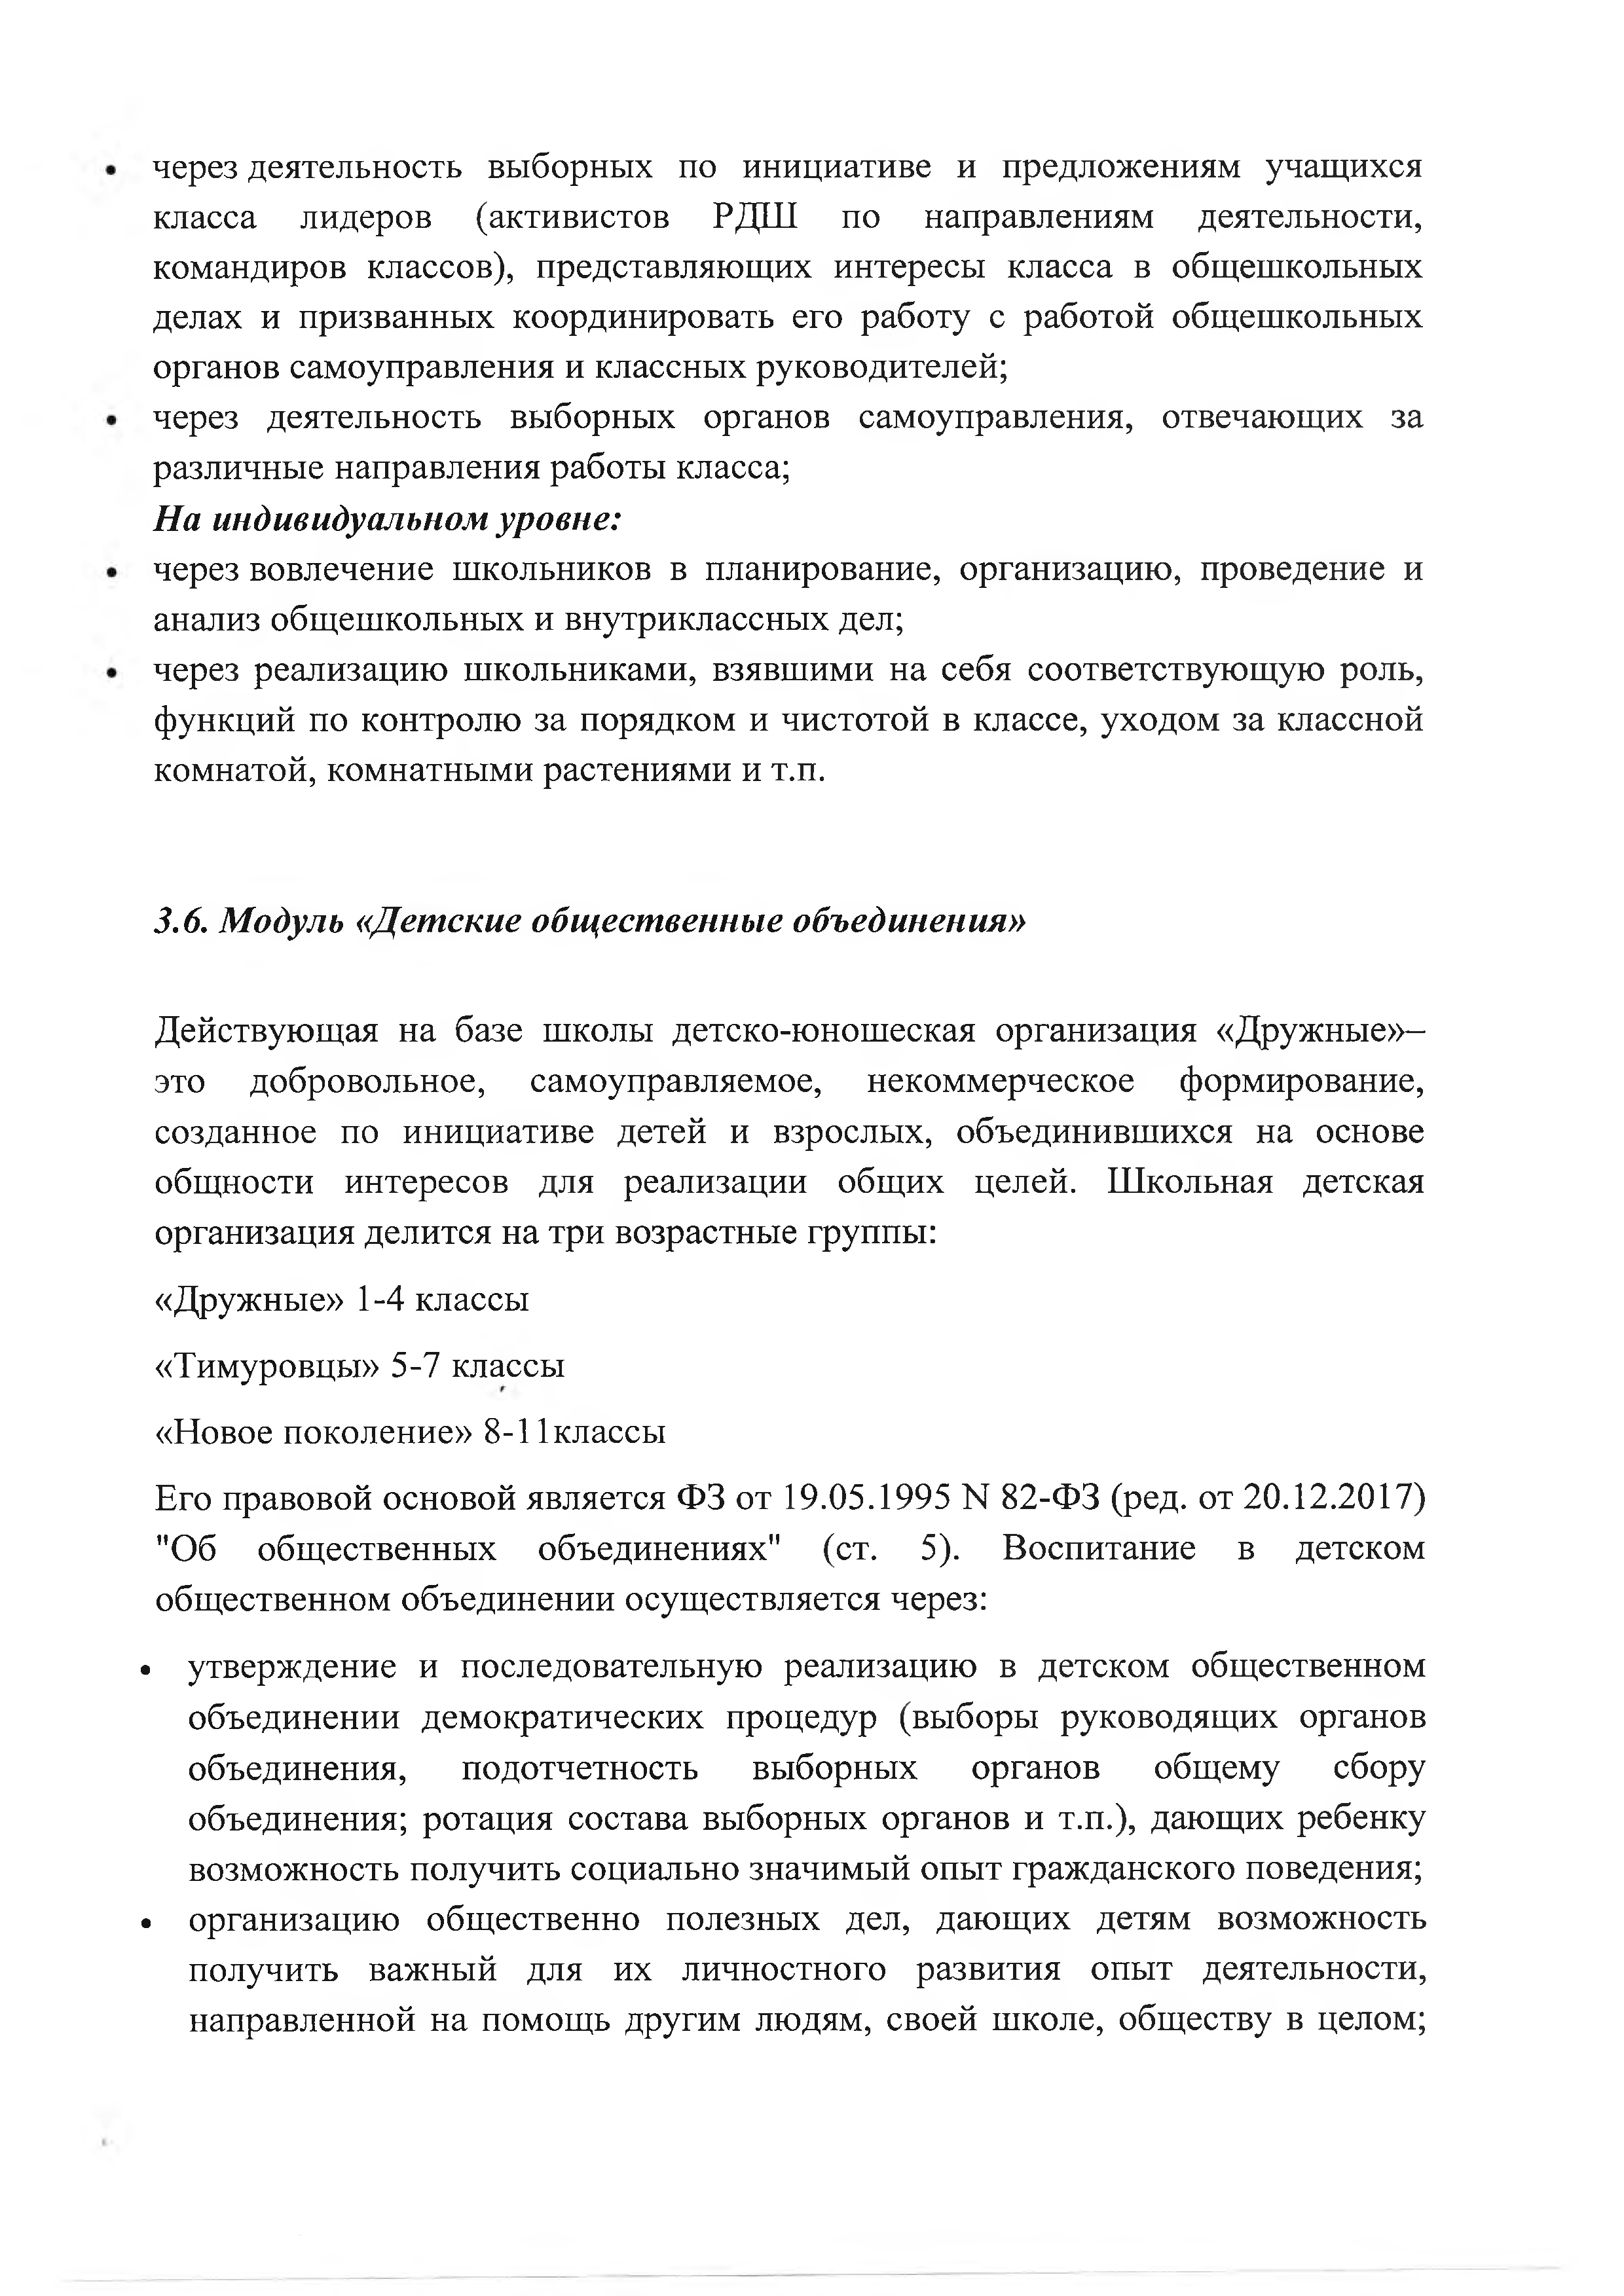 • через деятельность выборных по инициативе и предложениям учащихся
класса лидеров (активистов РДШ по направлениям деятельности,
командиров классов), представляющих интересы класса в общешкольных
делах и призванных координировать его работу с работой общешкольных
органов самоуправления и классных руководителей;
• через деятельность выборных органов самоуправления, отвечающих за
различные направления работы класса;
На индивидуальном уровне:
• через вовлечение школьников в планирование, организацию, проведение и
анализ общешкольных и внутриклассных дел;
• через реализацию школьниками, взявшими на себя соответствующую роль,
функций по контролю за порядком и чистотой в классе, уходом за классной
комнатой, комнатными растениями и т.п.
3.6. Модуль «Детские общественные объединения»
Действующая на базе школы детско-юношеская организация «Дружные»–
это добровольное, самоуправляемое, некоммерческое формирование,
созданное по инициативе детей и взрослых, объединившихся на основе
общности интересов для реализации общих целей. Школьная детская
организация делится на три возрастные группы:
«Дружные» 1-4 классы
«Тимуровцы» 5-7 классы
«Новое поколение» 8-11классы
Его правовой основой является ФЗ от 19.05.1995 N 82-ФЗ (ред. от 20.12.2017)
"Об общественных объединениях" (ст. 5). Воспитание в детском
общественном объединении осуществляется через:
• утверждение и последовательную реализацию в детском общественном
объединении демократических процедур (выборы руководящих органов
объединения, подотчетность выборных органов общему сбору
объединения; ротация состава выборных органов и т.п.), дающих ребенку
возможность получить социально значимый опыт гражданского поведения;
• организацию общественно полезных дел, дающих детям возможность
получить важный для их личностного развития опыт деятельности,
направленной на помощь другим людям, своей школе, обществу в целом;